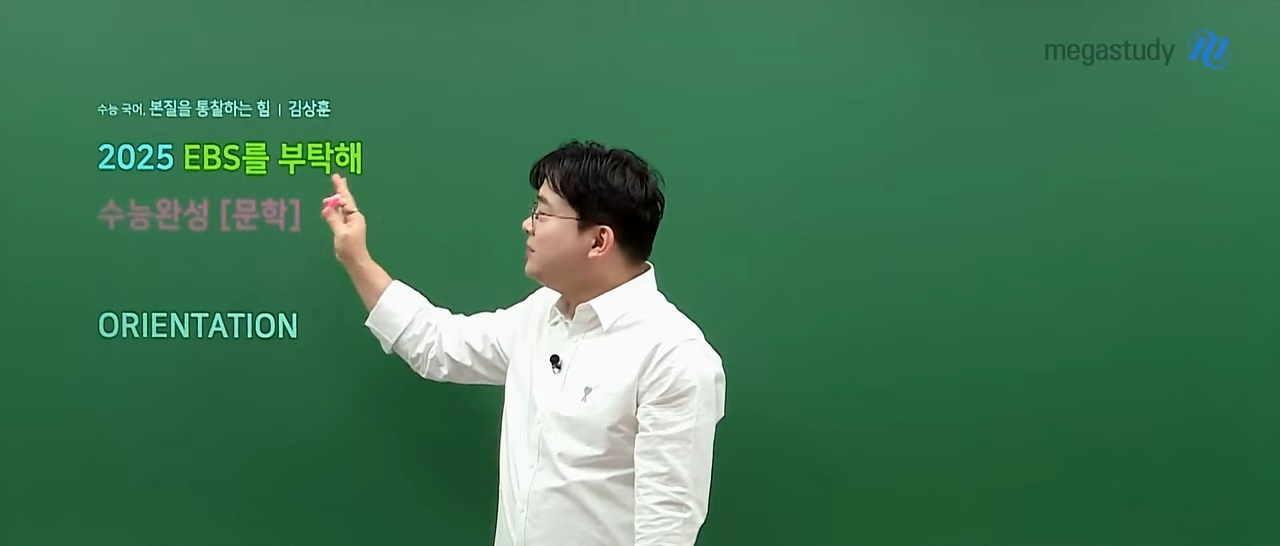 megastudy
수능 국어, 본질을 통찰하는 힘 | 김상훈
2025 EBS를 부탁해
수능완성 [문학]
ORIENTATION